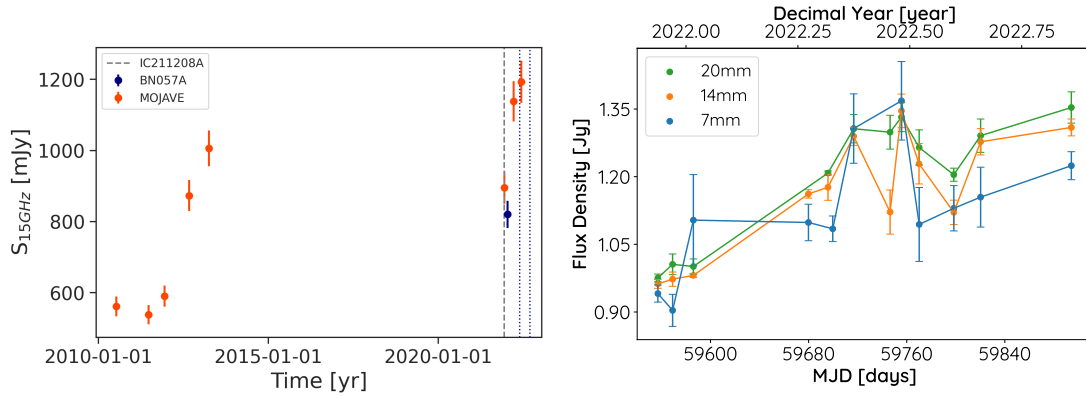 S15GHz [mJy]
1200
1000
800
600
IC211208A
BN057A
MOJAVE
2010-01-01 2015-01-01 2020-01-01
Time [yr]
Decimal Year [year]
2022.00 2022.25 2022.50 2022.75
Flux Density [Jy]
1.35
1.20
1.05
0.90
20mm
14mm
7mm
59600 59680 59760 59840
MJD [days]